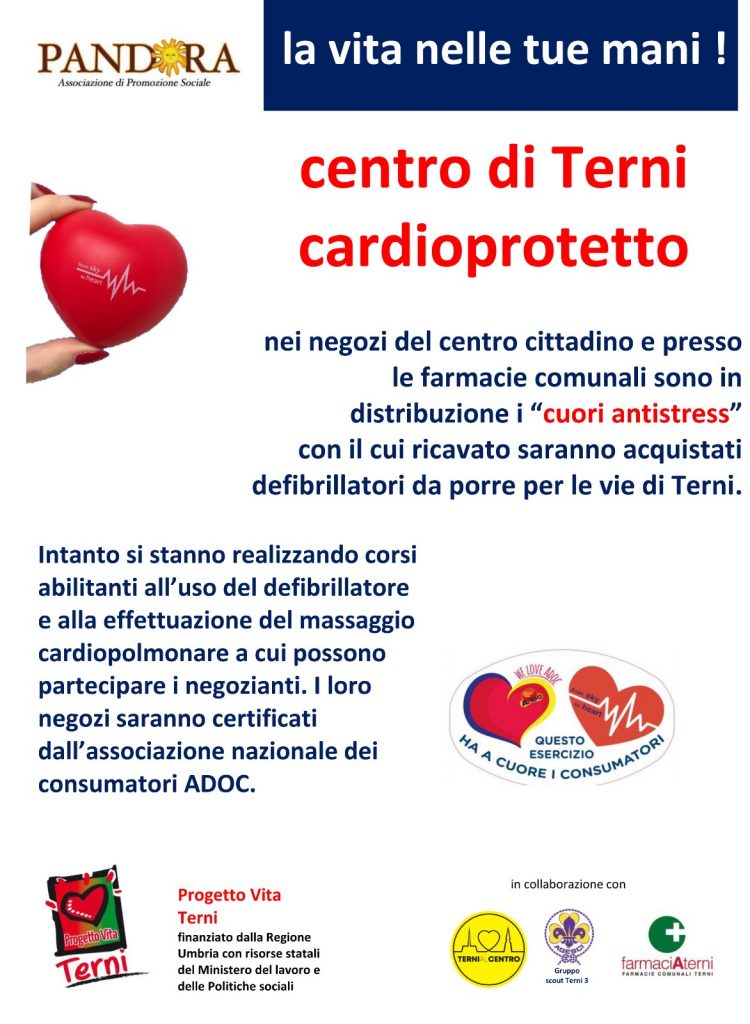 PANDORA
Associazione di Promozione Sociale
la vita nelle tue mani !
centro di Terni
cardioprotetto
from sky
to heart
nei negozi del centro cittadino e presso
le farmacie comunali sono in
distribuzione i “cuori antistress”
con il cui ricavato saranno acquistati
defibrillatori da porre per le vie di Terni.
Intanto si stanno realizzando corsi
abilitanti all’uso del defibrillatore
e alla effettuazione del massaggio
cardiopolmonare a cui possono
partecipare i negozianti. I loro
negozi saranno certificati
dall’associazione nazionale dei
consumatori ADOC.
WE LOVE ADOC
ADOC
from sky
to heart
QUESTO
ESERCIZIO
HA A CUORE I CONSUMATORI
Progetto Vita
Terni
Progetto Vita
Terni
finanziato dalla Regione
Umbria con risorse statali
del Ministero del lavoro e
delle Politiche sociali
in collaborazione con
TERNI AL CENTRO
AGESCI
Gruppo
scout Terni 3
farmaciAterni
FARMACIE COMUNALI TERNI